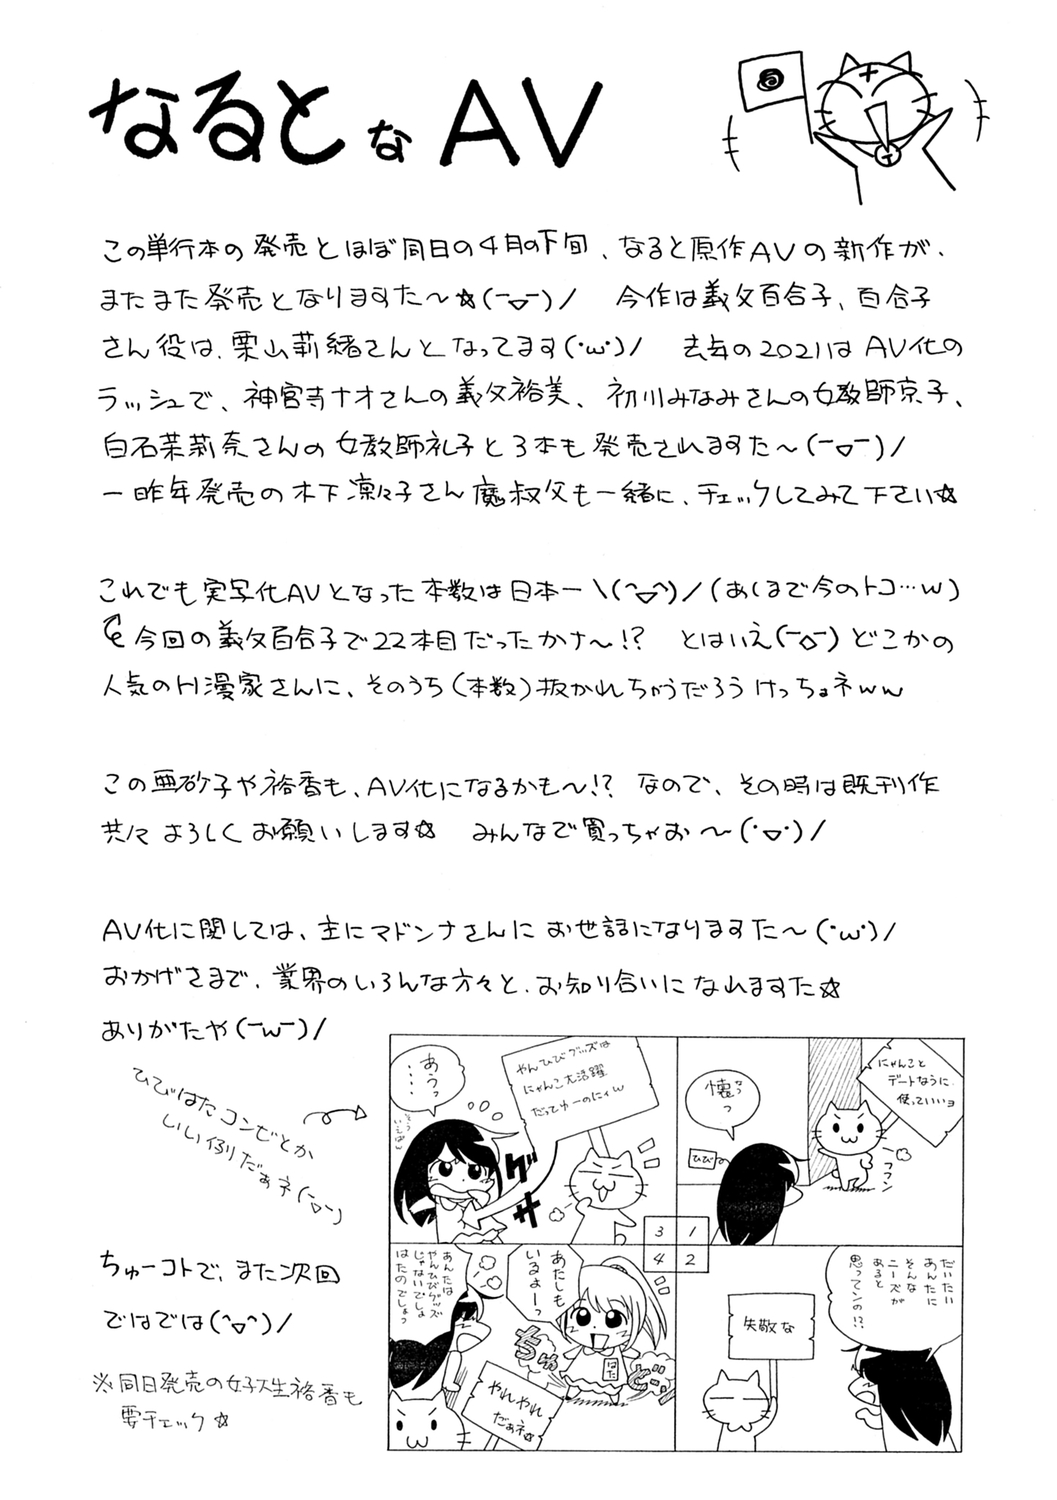 なるとなAV
る
この単行本の発売とほぼ同日の4月の下旬、なると原作AVの新作が、
またまた発売となりますた〜☆(ｰ▽ｰ)/ 今作は義父百合子、百合子
さん役は、栗山莉緒さんとなってます(･ω･)/ 去年の2021はAV化の
ラッシュで、神宮寺ナオさんの義父裕美、初川みなみさんの女教師京子、
白石茉莉奈さんの女教師礼子と3本も発売されますた〜(ｰ▽ｰ)/
一昨年発売の木下凛々子さん魔叔父も一緒に、チェックしてみて下さい☆
これでも実写化AVとなった本数は日本一\(^▽^)/(あくまで今のトコ…w)
今回の義父百合子で22本目だったかナ〜!? とはいえ(ｰoｰ)どこかの
人気のH漫家さんに、そのうち(本数)抜かれちゃうだろうけっちょネww
この亜砂子や裕香も、AV化になるかも〜!? なので、その時は既刊作
共々よろしくお願いします☆ みんなで買っちゃお〜(･▽･)/
AV化に関しては、主にマドンナさんにお世話になりますた〜(･ω･)/
おかげさまで、業界のいろんな方々と、お知り合いになれますた☆
ありがたや(ｰωｰ)/
ひびはたコンビとか
いい例だぁネ(ｰ▽ｰ)
ちゅーコトで、また次回
ではでは(^▽^)/
※同日発売の女子大生裕香も
要チェック☆
にゃんこと
デートなうに、
使っていいヨ
フフン
懐っ
ひび
1
だいたい
あんたに
そんな
ニーズが
あると
思ってンの!?
失敬な
2
やんひびグッズは
にゃんこ大活躍
だってゆーのにィw
あうっ
‥‥
グサ
3
あたしも
いるよーっ
あんたは
やんひびグッズ
じゃないでしょ
はたのでしょっ
はた
ちゅどーっ
やれやれ
だぁネ☆
4